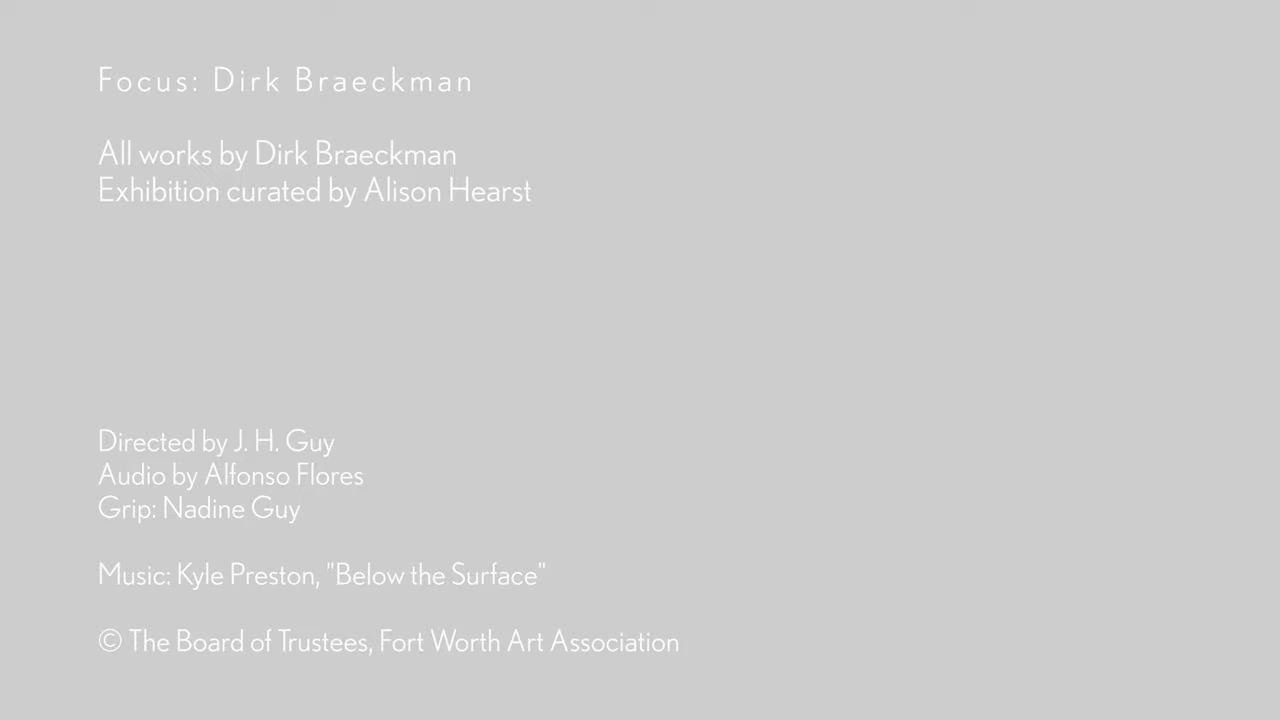 Focus: Dirk Braeckman
All works by Dirk Braeckman
Exhibition curated by Alison Hearst
Directed by J. H. Guy
Audio by Alfonso Flores
Grip: Nadine Guy
Music: Kyle Preston, "Below the Surface"
© The Board of Trustees, Fort Worth Art Association